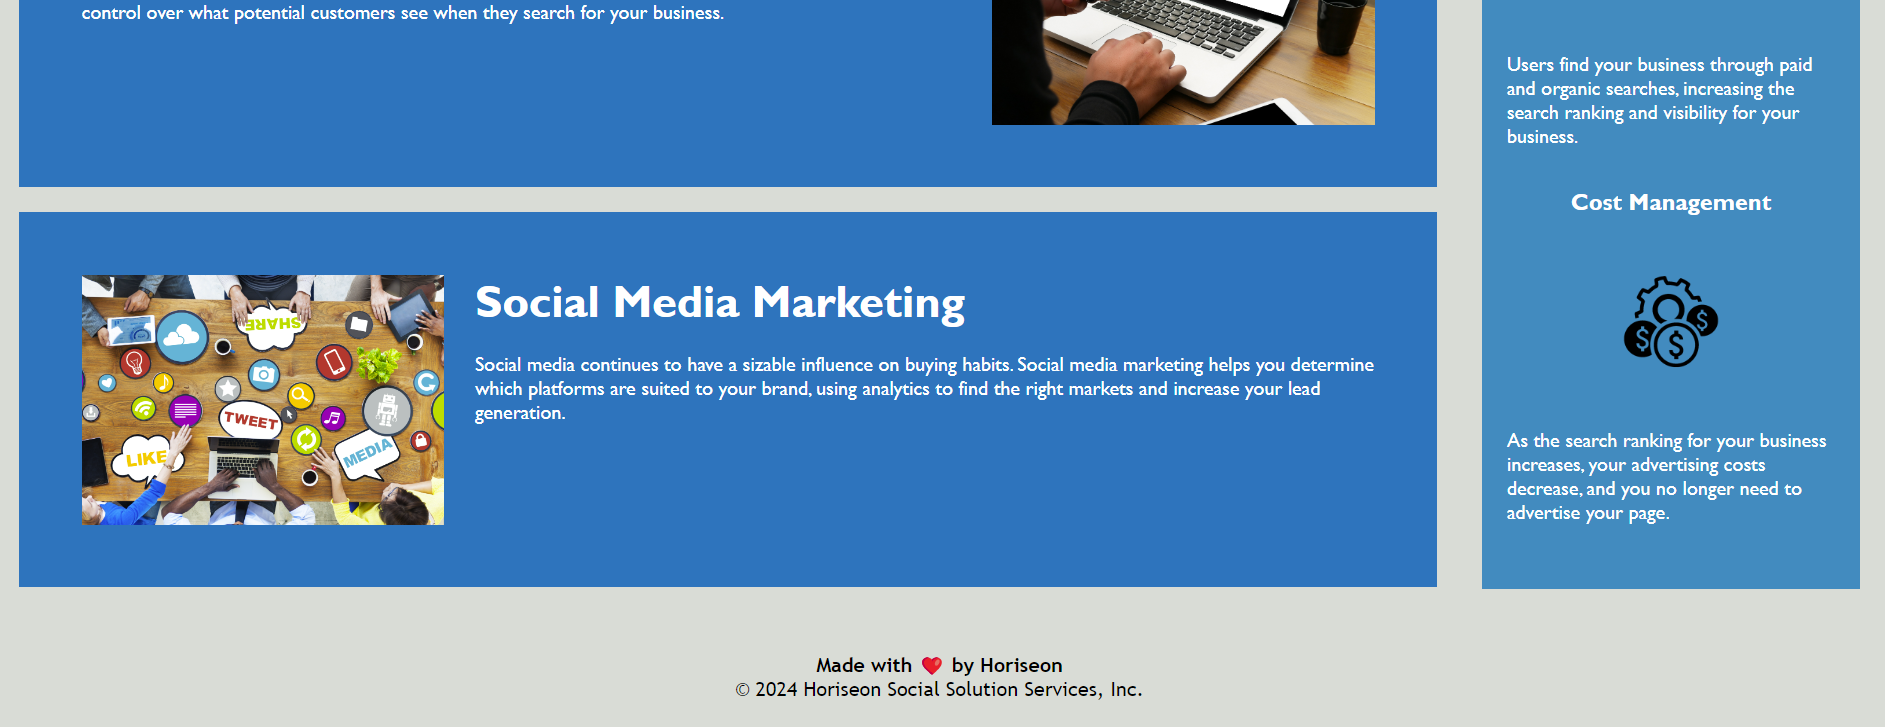 control over what potential customers see when they search for your business.
Social Media Marketing
Social media continues to have a sizable influence on buying habits. Social media marketing helps you determine
which platforms are suited to your brand, using analytics to find the right markets and increase your lead
generation.
SHARE
TWEET
LIKE
MEDIA
Users find your business through paid
and organic searches, increasing the
search ranking and visibility for your
business.
Cost Management
$ $ $
As the search ranking for your business
increases, your advertising costs
decrease, and you no longer need to
advertise your page.
Made with ❤️ by Horiseon
© 2024 Horiseon Social Solution Services, Inc.